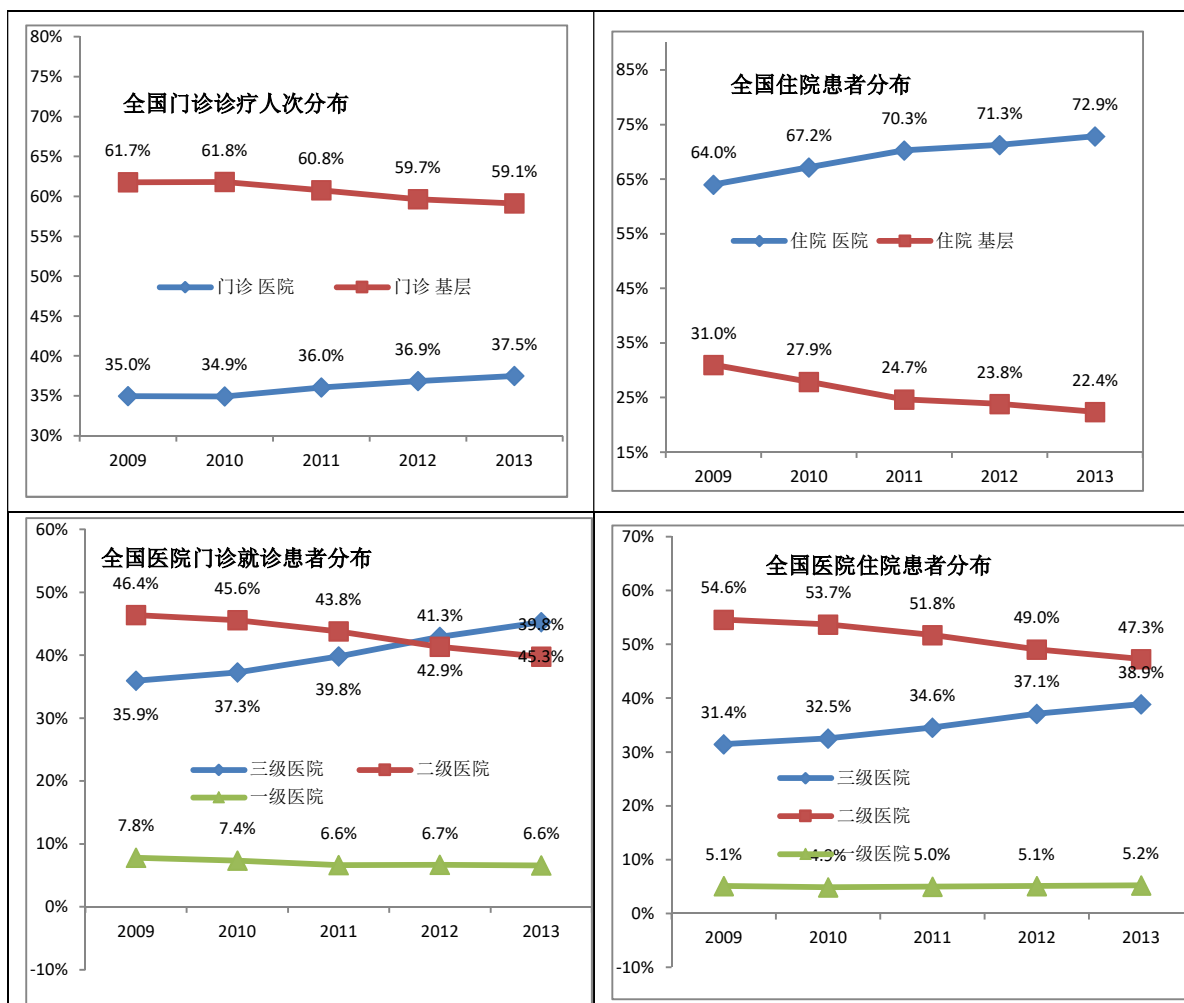 80%
75%
70%
65%
60%
55%
50%
45%
40%
35%
30%
全国门诊诊疗人次分布
61.7% 61.8% 60.8% 59.7% 59.1%
门诊 医院 门诊 基层
35.0% 34.9% 36.0% 36.9% 37.5%
2009 2010 2011 2012 2013
85%
75%
65%
55%
45%
35%
25%
15%
全国住院患者分布
64.0% 67.2% 70.3% 71.3% 72.9%
住院 医院 住院 基层
31.0% 27.9% 24.7% 23.8% 22.4%
2009 2010 2011 2012 2013
60%
50%
40%
30%
20%
10%
0%
-10%
全国医院门诊就诊患者分布
46.4% 45.6% 43.8% 41.3% 39.8%
35.9% 37.3% 39.8% 42.9% 45.3%
三级医院 二级医院
一级医院
7.8% 7.4% 6.6% 6.7% 6.6%
2009 2010 2011 2012 2013
70%
60%
50%
40%
30%
20%
10%
0%
-10%
全国医院住院患者分布
54.6% 53.7% 51.8% 49.0% 47.3%
31.4% 32.5% 34.6% 37.1% 38.9%
三级医院
二级医院
一级医院
5.1% 4.9% 5.0% 5.1% 5.2%
2009 2010 2011 2012 2013